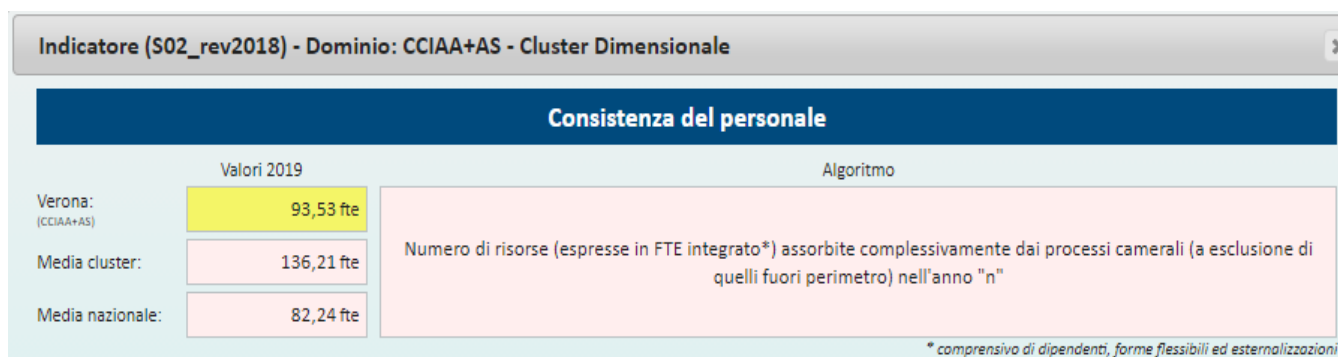 Indicatore (S02_rev2018) - Dominio: CCIAA+AS - Cluster Dimensionale
Consistenza del personale
Valori 2019
Algoritmo
Verona:
(CCIAA+AS)
93,53 fte
Media cluster:
136,21 fte
Media nazionale:
82,24 fte
Numero di risorse (espresse in FTE integrato*) assorbite complessivamente dai processi camerali (a esclusione di
quelli fuori perimetro) nell'anno "n"
* comprensivo di dipendenti, forme flessibili ed esternalizzazioni